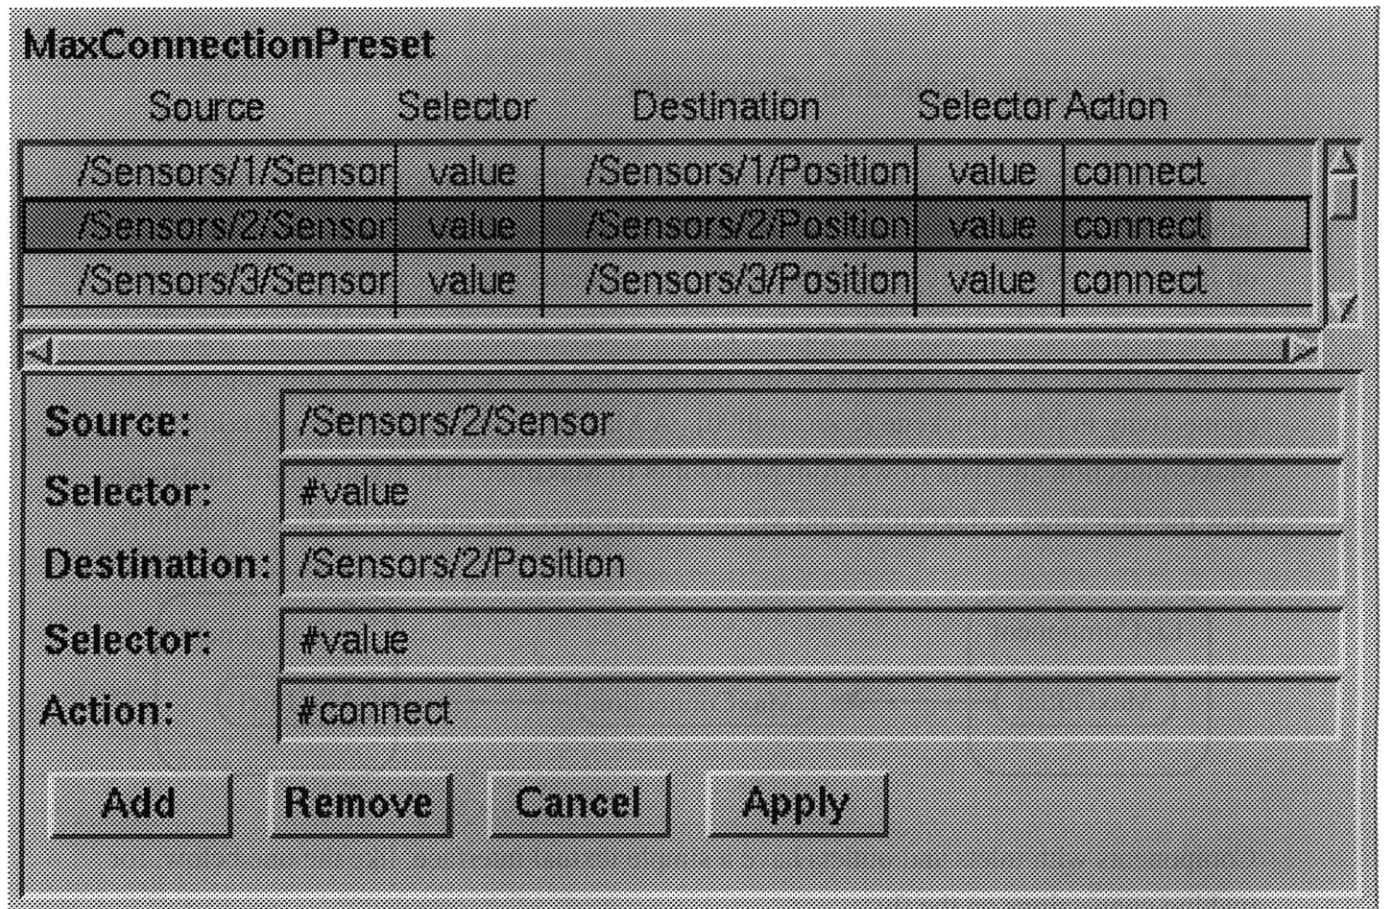 MaxConnectionPreset
Source Selector Destination Selector Action
/Sensors/1/Sensor value /Sensors/1/Position value connect
/Sensors/2/Sensor value /Sensors/2/Position value connect
/Sensors/3/Sensor value /Sensors/3/Position value connect
Source: /Sensors/2/Sensor
Selector: #value
Destination: /Sensors/2/Position
Selector: #value
Action: #connect
Add Remove Cancel Apply